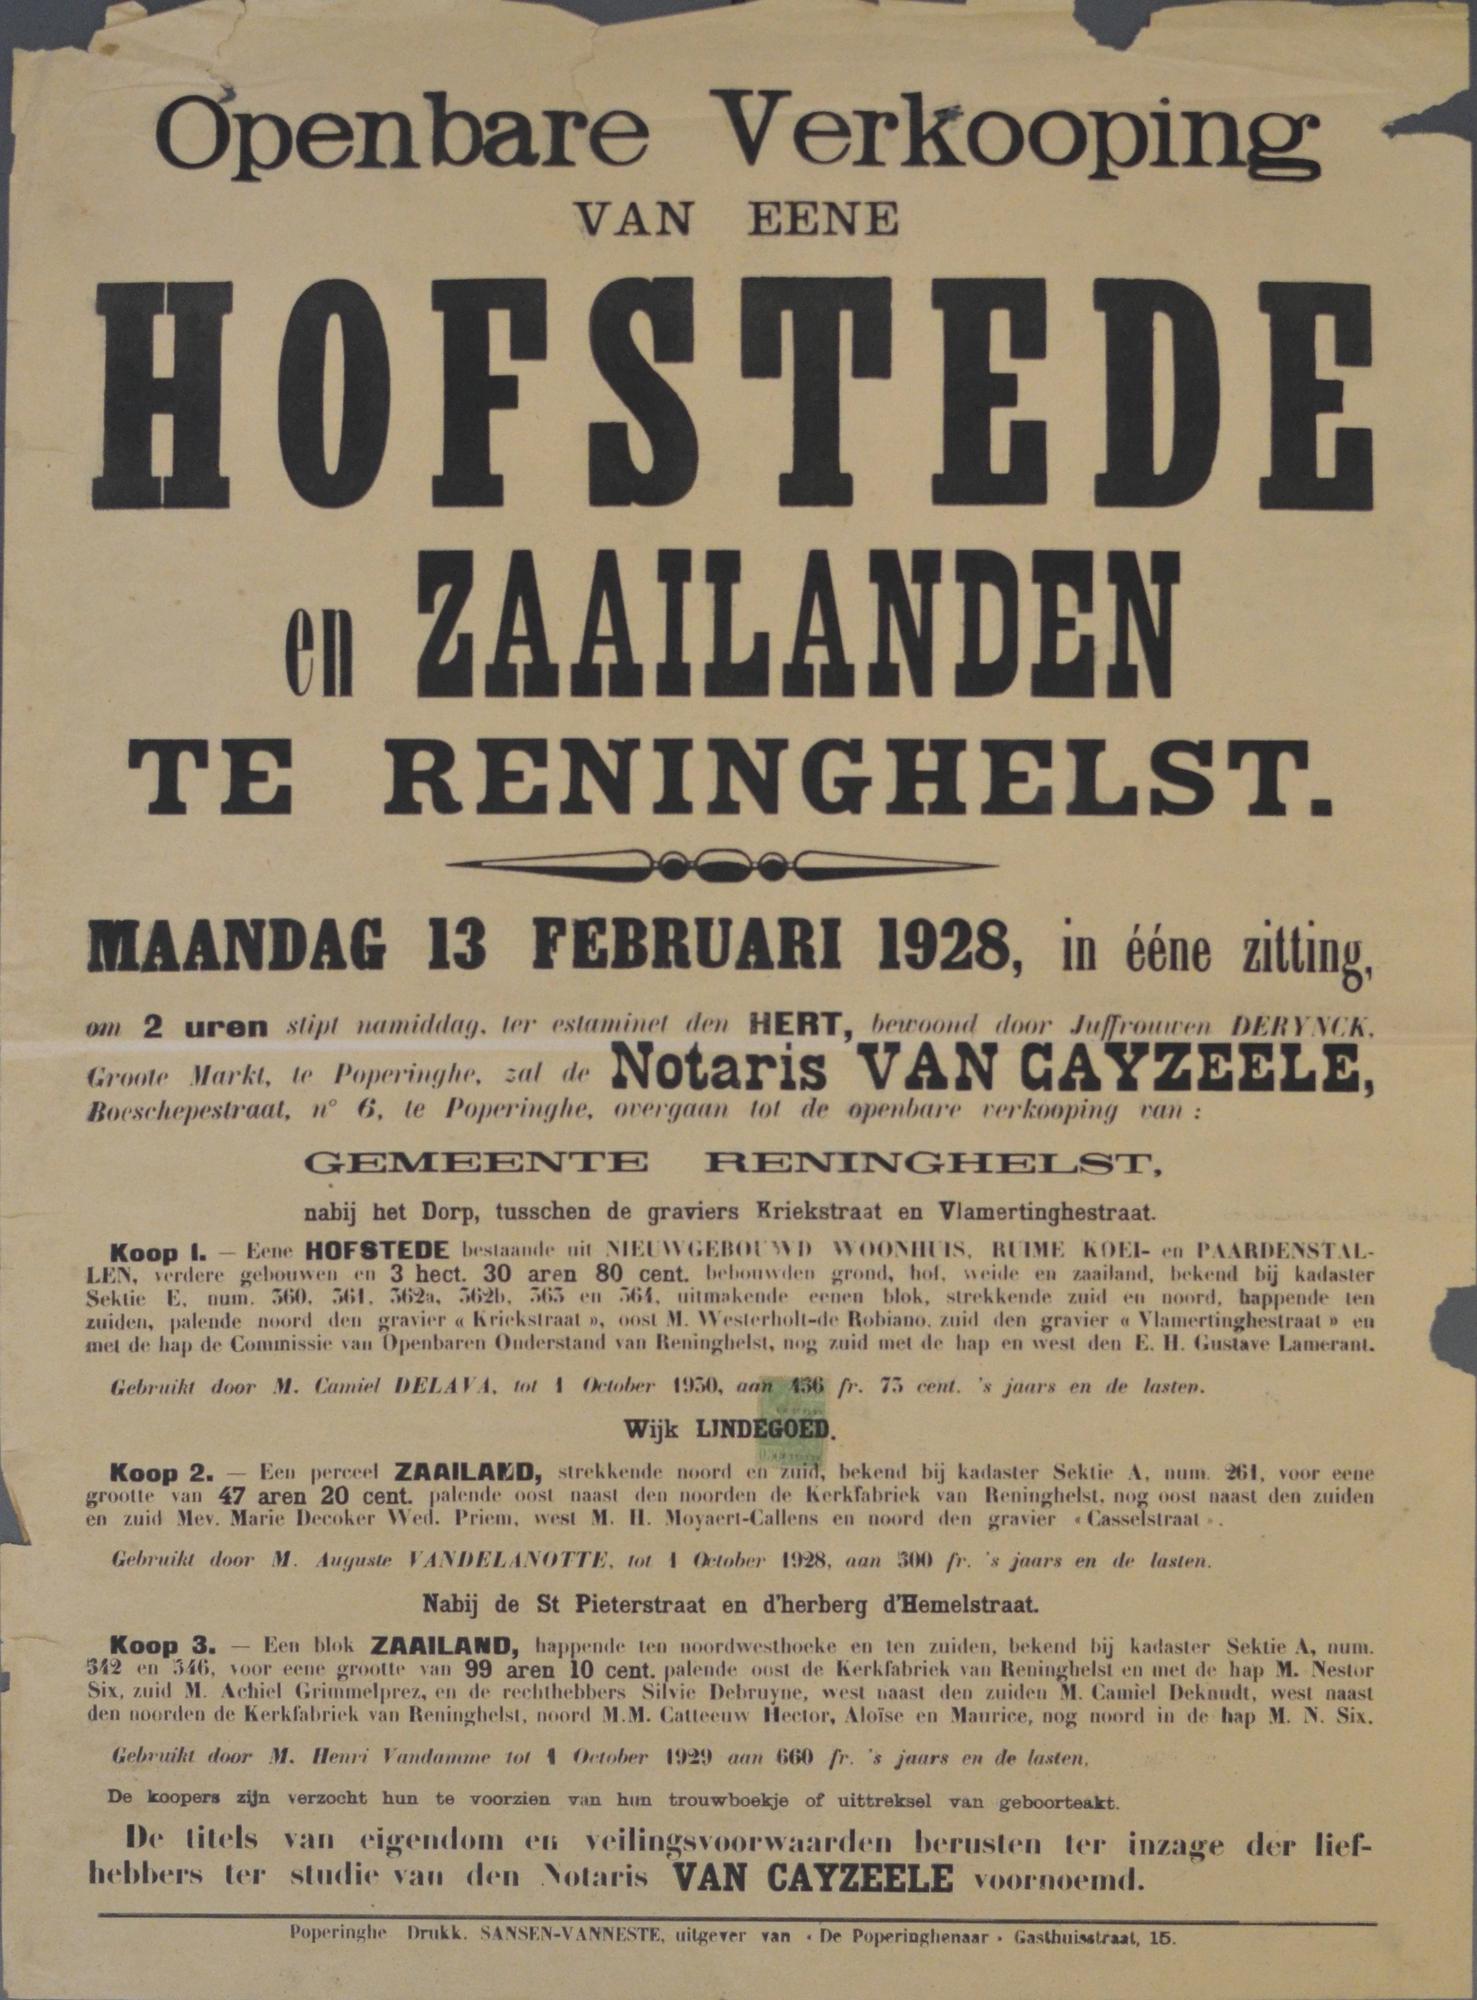 Openbare Verkooping
VAN EENE
HOFSTEDE
en ZAAILANDEN
TE RENINGHELST.
MAANDAG 13 FEBRUARI 1928, in ééne zitting,
om 2 uren stipt namiddag, ter estaminet den HERT, bewoond door Juffrouwen DERYNCK,
Groote Markt, te Poperinghe, zal de Notaris VAN CAYZEELE,
Boeschepestraat, n° 6, te Poperinghe, overgaan tot de openbare verkooping van :
GEMEENTE RENINGHELST,
nabij het Dorp, tusschen de graviers Kriekstraat en Vlamertinghestraat.
Koop 1. — Eene HOFSTEDE bestaande uit NIEUWGEBOUWD WOONHUIS, RUIME KOEI- en PAARDENSTAL-
LEN, verdere gebouwen en 3 hect. 30 aren 80 cent. bebouwden grond, hof, weide en zaailand, bekend bij kadaster
Sektie E, num. 360, 361, 362a, 362b, 363 en 364, uitmakende eenen blok, strekkende zuid en noord, happende ten
zuiden, palende noord den gravier « Kriekstraat », oost M. Westerholt-de Robiano, zuid den gravier « Vlamertinghestraat » en
met de hap de Commissie van Openbaren Onderstand van Reninghelst, nog zuid met de hap en west den E. H. Gustave Lamerant.
Gebruikt door M. Camiel DELAVA, tot 1 October 1930, aan 436 fr. 75 cent. 's jaars en de lasten.
Wijk LINDEGOED.
Koop 2. — Een perceel ZAAILAND, strekkende noord en zuid, bekend bij kadaster Sektie A, num. 261, voor eene
grootte van 47 aren 20 cent. palende oost naast den noorden de Kerkfabriek van Reninghelst, nog oost naast den zuiden
en zuid Mev. Marie Decoker Wed. Priem, west M. H. Moyaert-Callens en noord den gravier « Casselstraat ».
Gebruikt door M. Auguste VANDELANOTTE, tot 1 October 1928, aan 300 fr. 's jaars en de lasten.
Nabij de St Pieterstraat en d'herberg d'Hemelstraat.
Koop 3. — Een blok ZAAILAND, happende ten noordwesthoeke en ten zuiden, bekend bij kadaster Sektie A, num.
342 en 346, voor eene grootte van 99 aren 10 cent. palende oost de Kerkfabriek van Reninghelst en met de hap M. Nestor
Six, zuid M. Achiel Grimmelprez, en de rechthebbers Silvie Debruyne, west naast den zuiden M. Camiel Deknudt, west naast
den noorden de Kerkfabriek van Reninghelst, noord M.M. Catteeuw Hector, Aloïse en Maurice, nog noord in de hap M. N. Six.
Gebruikt door M. Henri Vandamme tot 1 October 1929 aan 660 fr. 's jaars en de lasten.
De koopers zijn verzocht hun te voorzien van hun trouwboekje of uittreksel van geboorteakt.
De titels van eigendom en veilingsvoorwaarden berusten ter inzage der lief-
hebbers ter studie van den Notaris VAN CAYZEELE voornoemd.
Poperinghe Drukk. SANSEN-VANNESTE, uitgever van « De Poperinghenaar » Gasthuisstraat, 15.